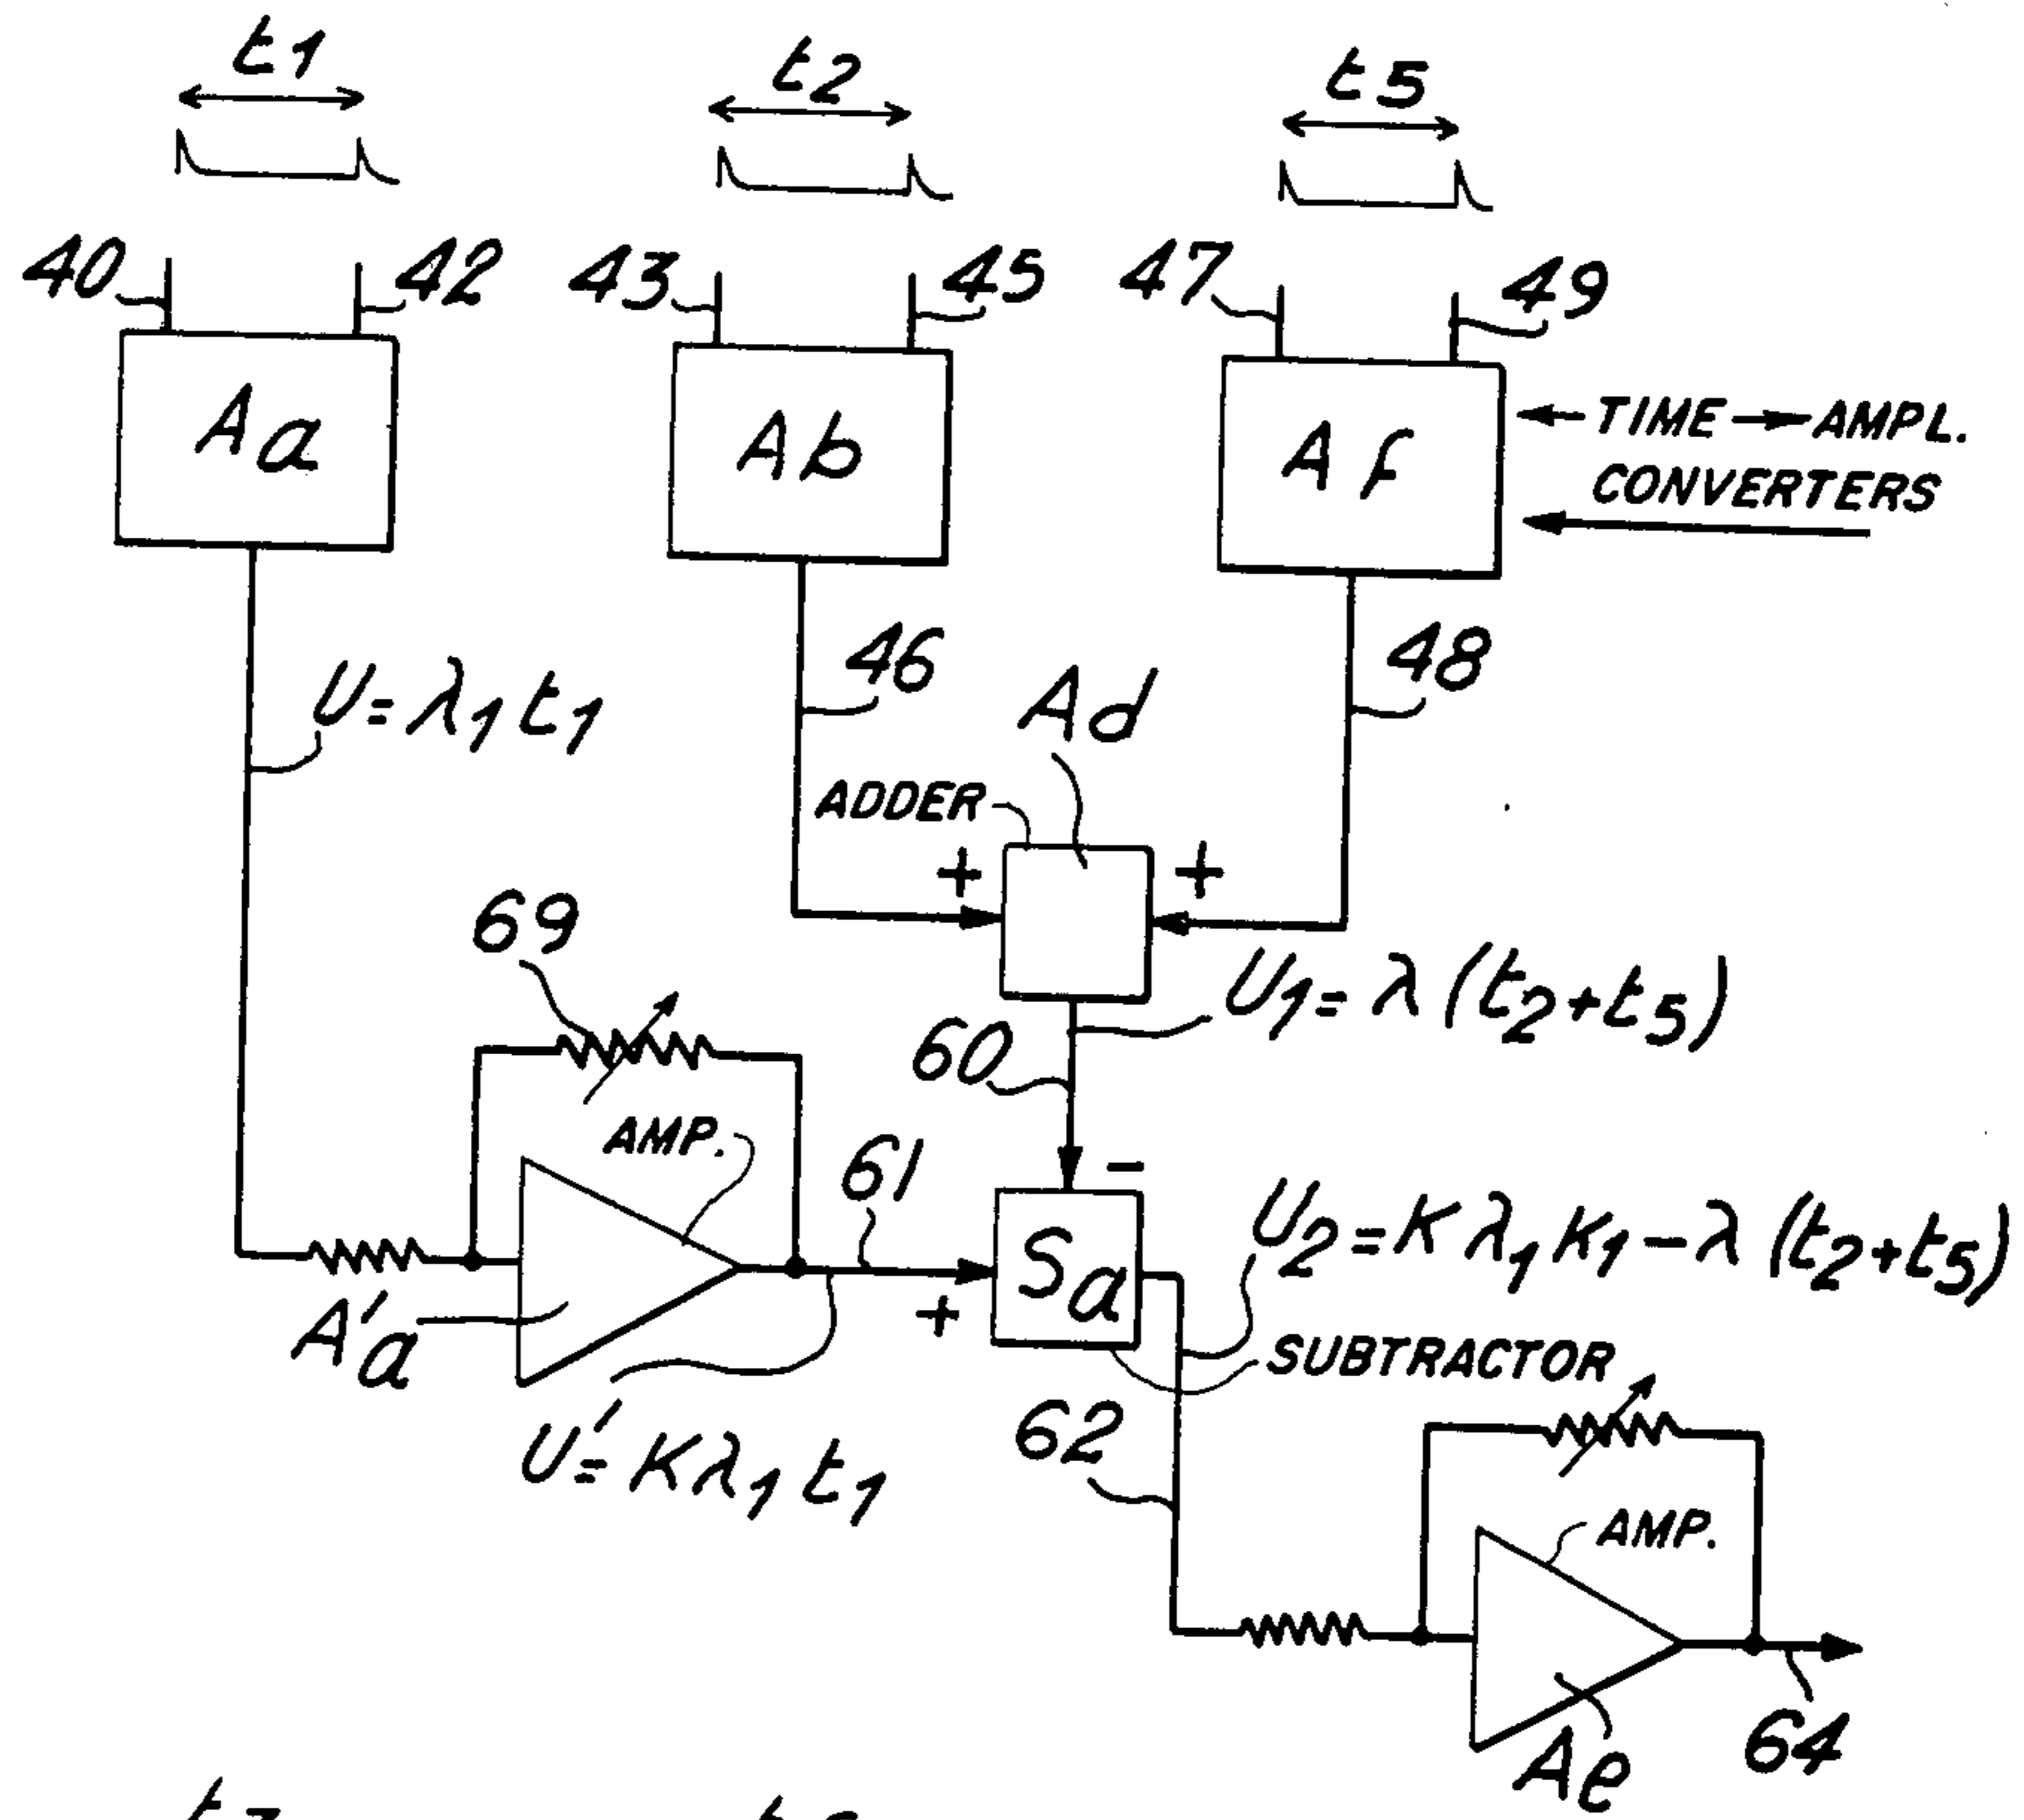 t1
t2
t5
40
42
43
45
47
49
Aa
Ab
Af
TIME AMPL.
CONVERTERS
U=λ1t1
46
Ad
48
ADDER
+
+
69
U1=λ(t2+t5)
60
AMP.
61
-
Sa
U2=Kλ1K1-λ(t2+t5)
+
A'a
SUBTRACTOR
U'=Kλ1t1
62
AMP.
Ae
64